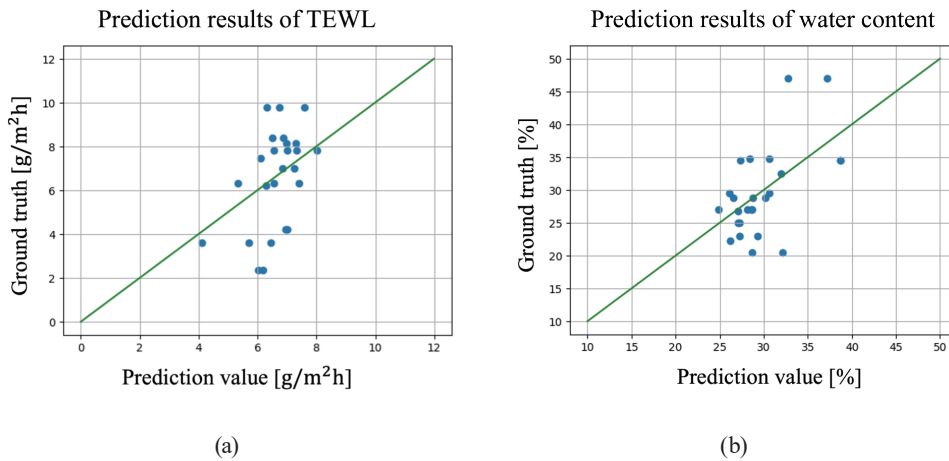 Prediction results of TEWL
12
10
8
6
4
2
0
0 2 4 6 8 10 12
Ground truth [g/m²h]
Prediction value [g/m²h]
(a)
Prediction results of water content
50
45
40
35
30
25
20
15
10
10 15 20 25 30 35 40 45 50
Ground truth [%]
Prediction value [%]
(b)